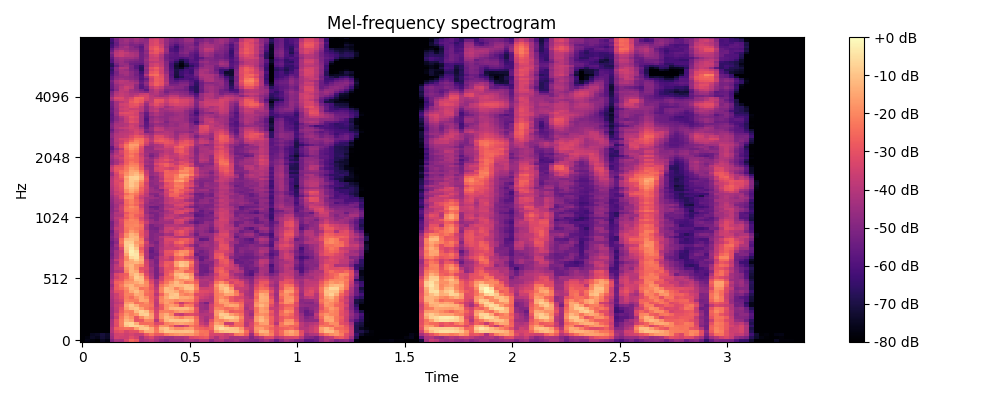 Mel-frequency spectrogram
Hz
4096
2048
1024
512
0
0
0.5
1
1.5
2
2.5
3
Time
+0 dB
-10 dB
-20 dB
-30 dB
-40 dB
-50 dB
-60 dB
-70 dB
-80 dB